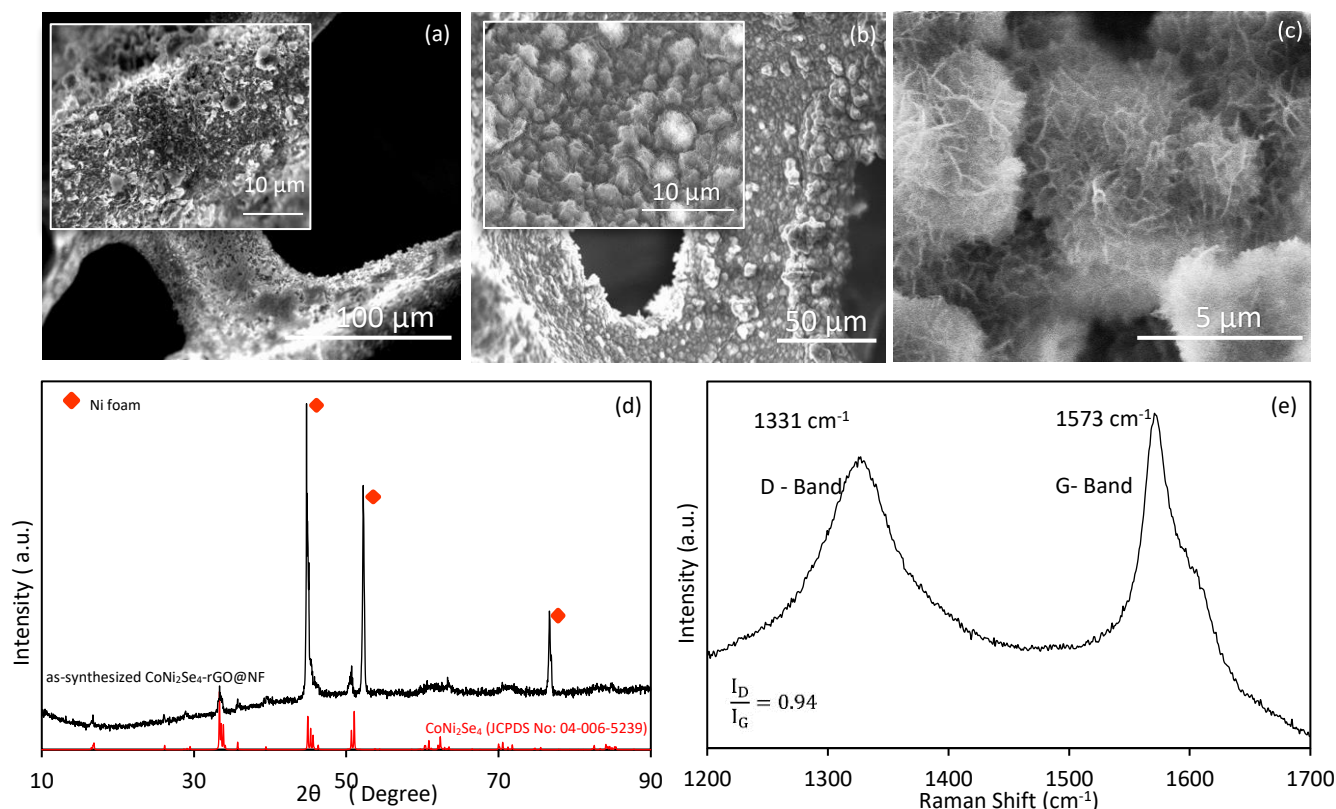 (a)
10 μm
100 μm
(b)
10 μm
50 μm
(c)
5 μm
(d)
Ni foam
Intensity ( a.u.)
as-synthesized CoNi₂Se₄-rGO@NF
CoNi₂Se₄ (JCPDS No: 04-006-5239)
10 30 50 70 90
2θ ( Degree)
(e)
1331 cm⁻¹ 1573 cm⁻¹
D - Band G- Band
Intensity (a.u.)
I_D/I_G = 0.94
1200 1300 1400 1500 1600 1700
Raman Shift (cm⁻¹)